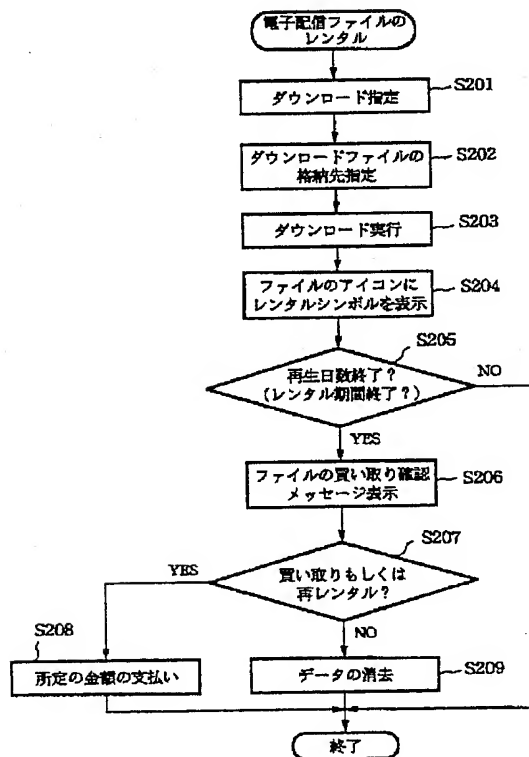 電子配信ファイルの
レンタル
ダウンロード指定
S201
ダウンロードファイルの
格納先指定
S202
ダウンロード実行
S203
ファイルのアイコンに
レンタルシンボルを表示
S204
S205
再生日数終了?
(レンタル期間終了?)
NO
YES
ファイルの買い取り確認
メッセージ表示
S206
S207
買い取りもしくは
再レンタル?
YES
NO
S208
所定の金額の支払い
データの消去
S209
終了